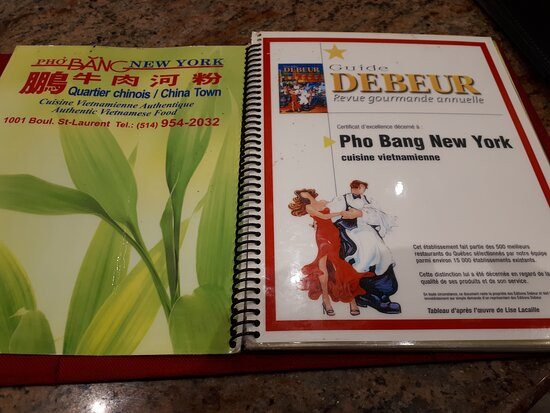 PHỞ BĂNG NEW YORK
鵬牛肉河粉
Quartier chinois / China Town
Cuisine Vietnamienne Authentique
Authentic Vietnamese Food
1001 Boul. St-Laurent Tel.: (514) 954-2032
Guide
DEBEUR
Revue gourmande annuelle
Certificat d'excellence décerné à :
Pho Bang New York
cuisine vietnamienne
Cet établissement fait partie des 500 meilleurs
restaurants du Québec sélectionnés par notre équipe
parmi environ 15 000 établissements existants.
Cette distinction lui a été décernée en regard de la
qualité de ses produits et de son service.
Tableau d'après l'œuvre de Lise Lacaille